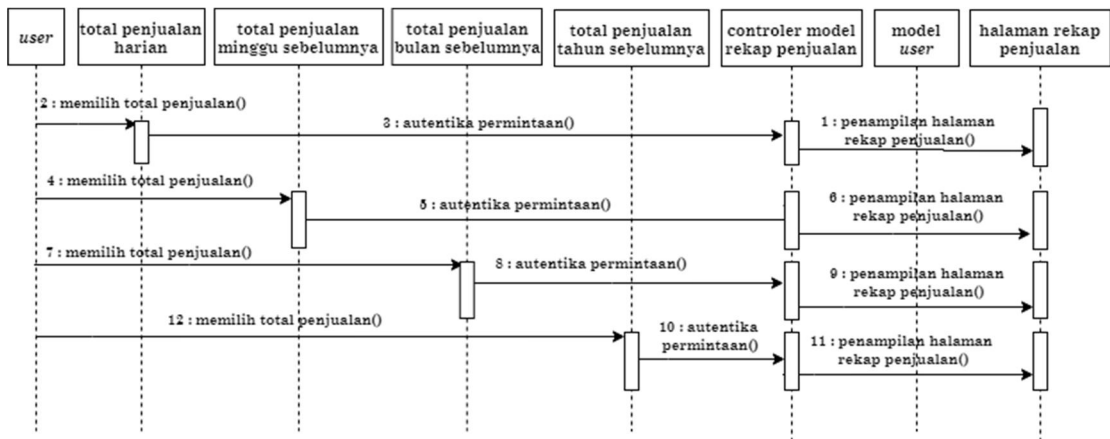 user
total penjualan
harian
total penjualan
minggu sebelumnya
total penjualan
bulan sebelumnya
total penjualan
tahun sebelumnya
controler model
rekap penjualan
model
user
halaman rekap
penjualan
2 : memilih total penjualan()
3 : autentika permintaan()
1 : penampilan halaman
rekap penjualan()
4 : memilih total penjualan()
5 : autentika permintaan()
6 : penampilan halaman
rekap penjualan()
7 : memilih total penjualan()
8 : autentika permintaan()
9 : penampilan halaman
rekap penjualan()
12 : memilih total penjualan()
10 : autentika
permintaan()
11 : penampilan halaman
rekap penjualan()